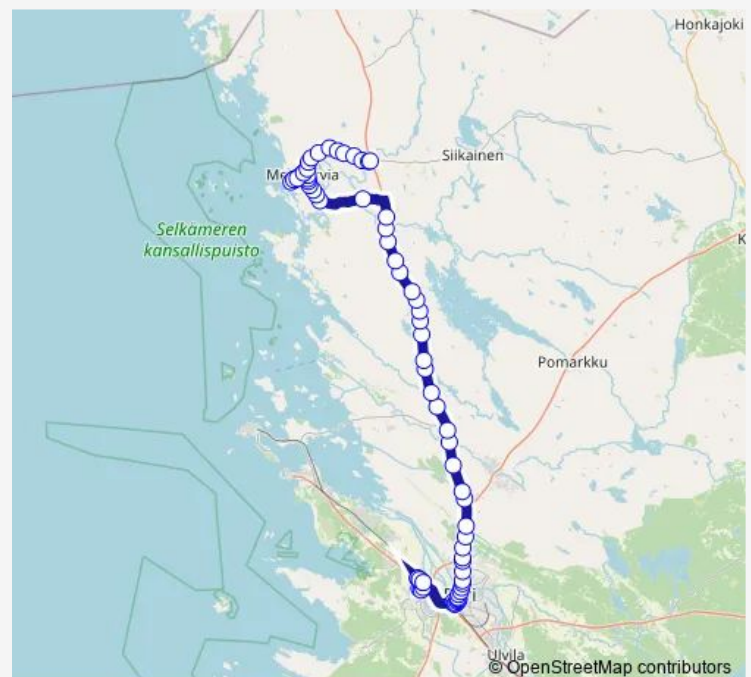 Honkajoki
Siikainen
Selkämeren
kansallispuisto
Pomarkku
Ulvila
© OpenStreetMap contributors